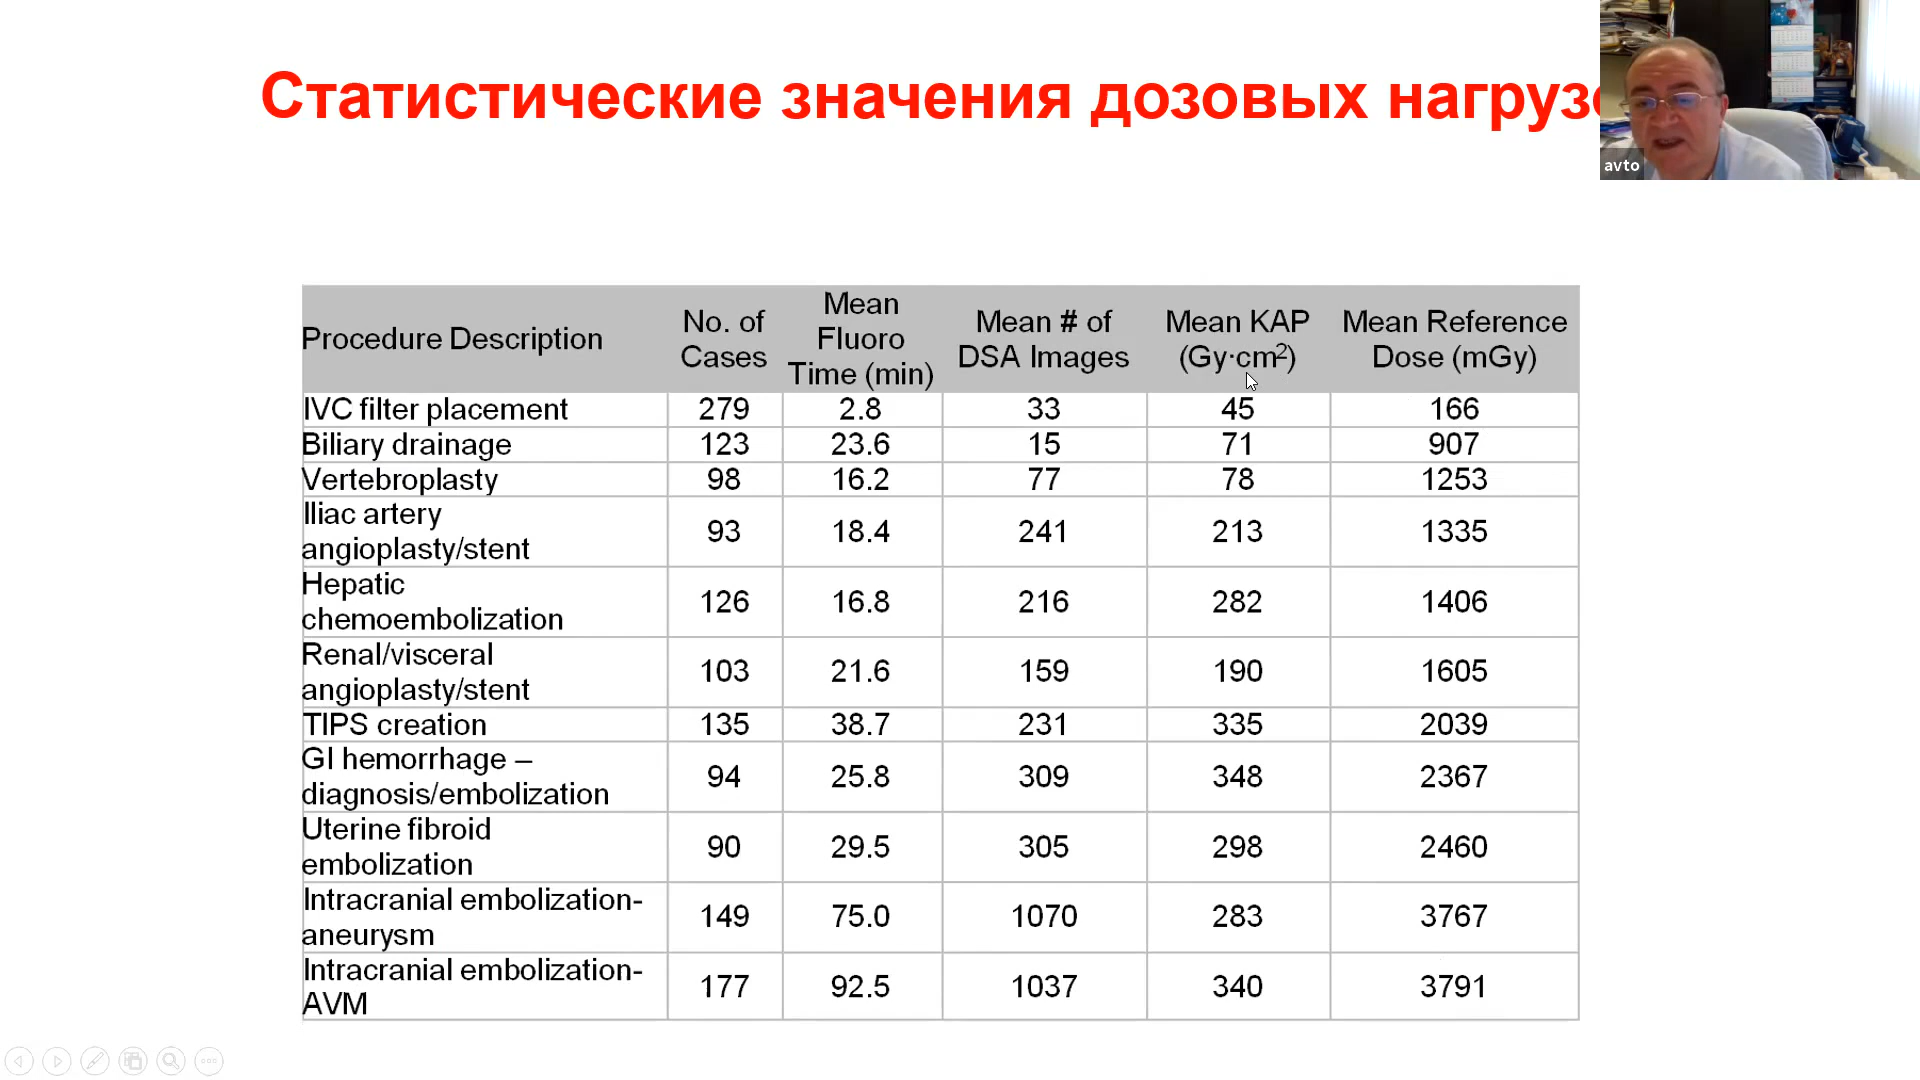 Статистические значения дозовых
avto
Procedure Description
No. of
Cases
Mean
Fluoro
Time (min)
Mean # of
DSA Images
Mean KAP
(Gy·cm²)
Mean Reference
Dose (mGy)
IVC filter placement 279 2.8 33 45 166
Biliary drainage 123 23.6 15 71 907
Vertebroplasty 98 16.2 77 78 1253
Iliac artery
angioplasty/stent 93 18.4 241 213 1335
Hepatic
chemoembolization 126 16.8 216 282 1406
Renal/visceral
angioplasty/stent 103 21.6 159 190 1605
TIPS creation 135 38.7 231 335 2039
GI hemorrhage –
diagnosis/embolization 94 25.8 309 348 2367
Uterine fibroid
embolization 90 29.5 305 298 2460
Intracranial embolization-
aneurysm 149 75.0 1070 283 3767
Intracranial embolization-
AVM 177 92.5 1037 340 3791